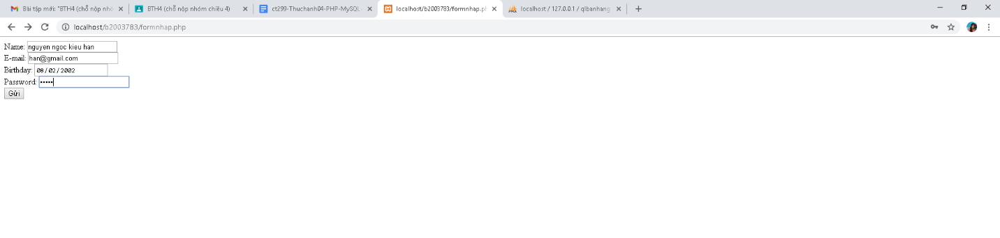 Bài tập mới: "BTH4 (chỗ nộp nhó
BTH4 (chỗ nộp nhóm chiều 4)
ct299-Thuchanh04-PHP-MySQL
localhost/b2003783/formnhap.ph
localhost / 127.0.0.1 / qlbanhang
localhost/b2003783/formnhap.php
Name: nguyen ngoc kieu han
E-mail: han@gmail.com
Birthday: 08/02/2002
Password: •••••
Gửi